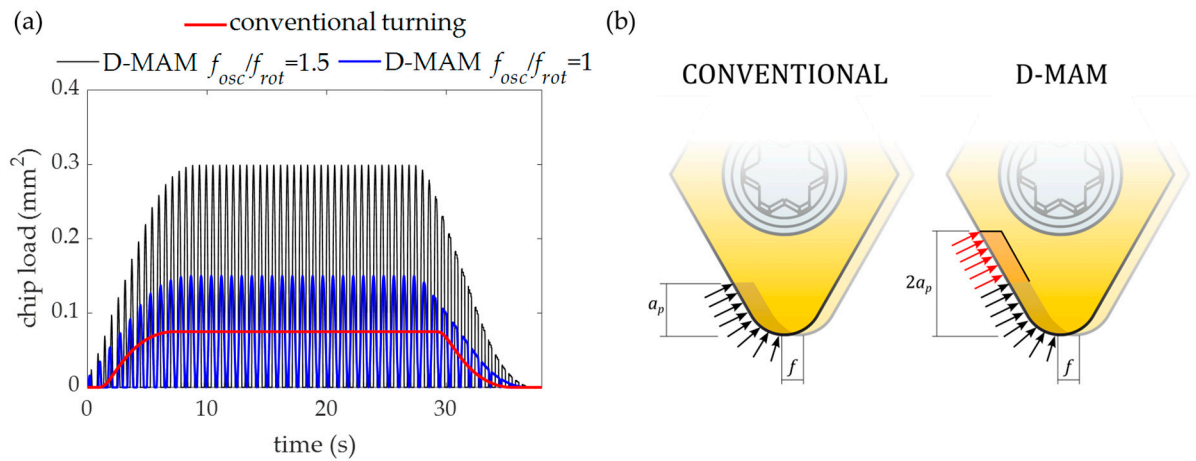 (a)
conventional turning
D-MAM f_osc/f_rot=1.5
D-MAM f_osc/f_rot=1
0.4
0.3
0.2
0.1
0
chip load (mm²)
0
10
20
30
time (s)
(b)
CONVENTIONAL
D-MAM
a_p
f
2a_p
f